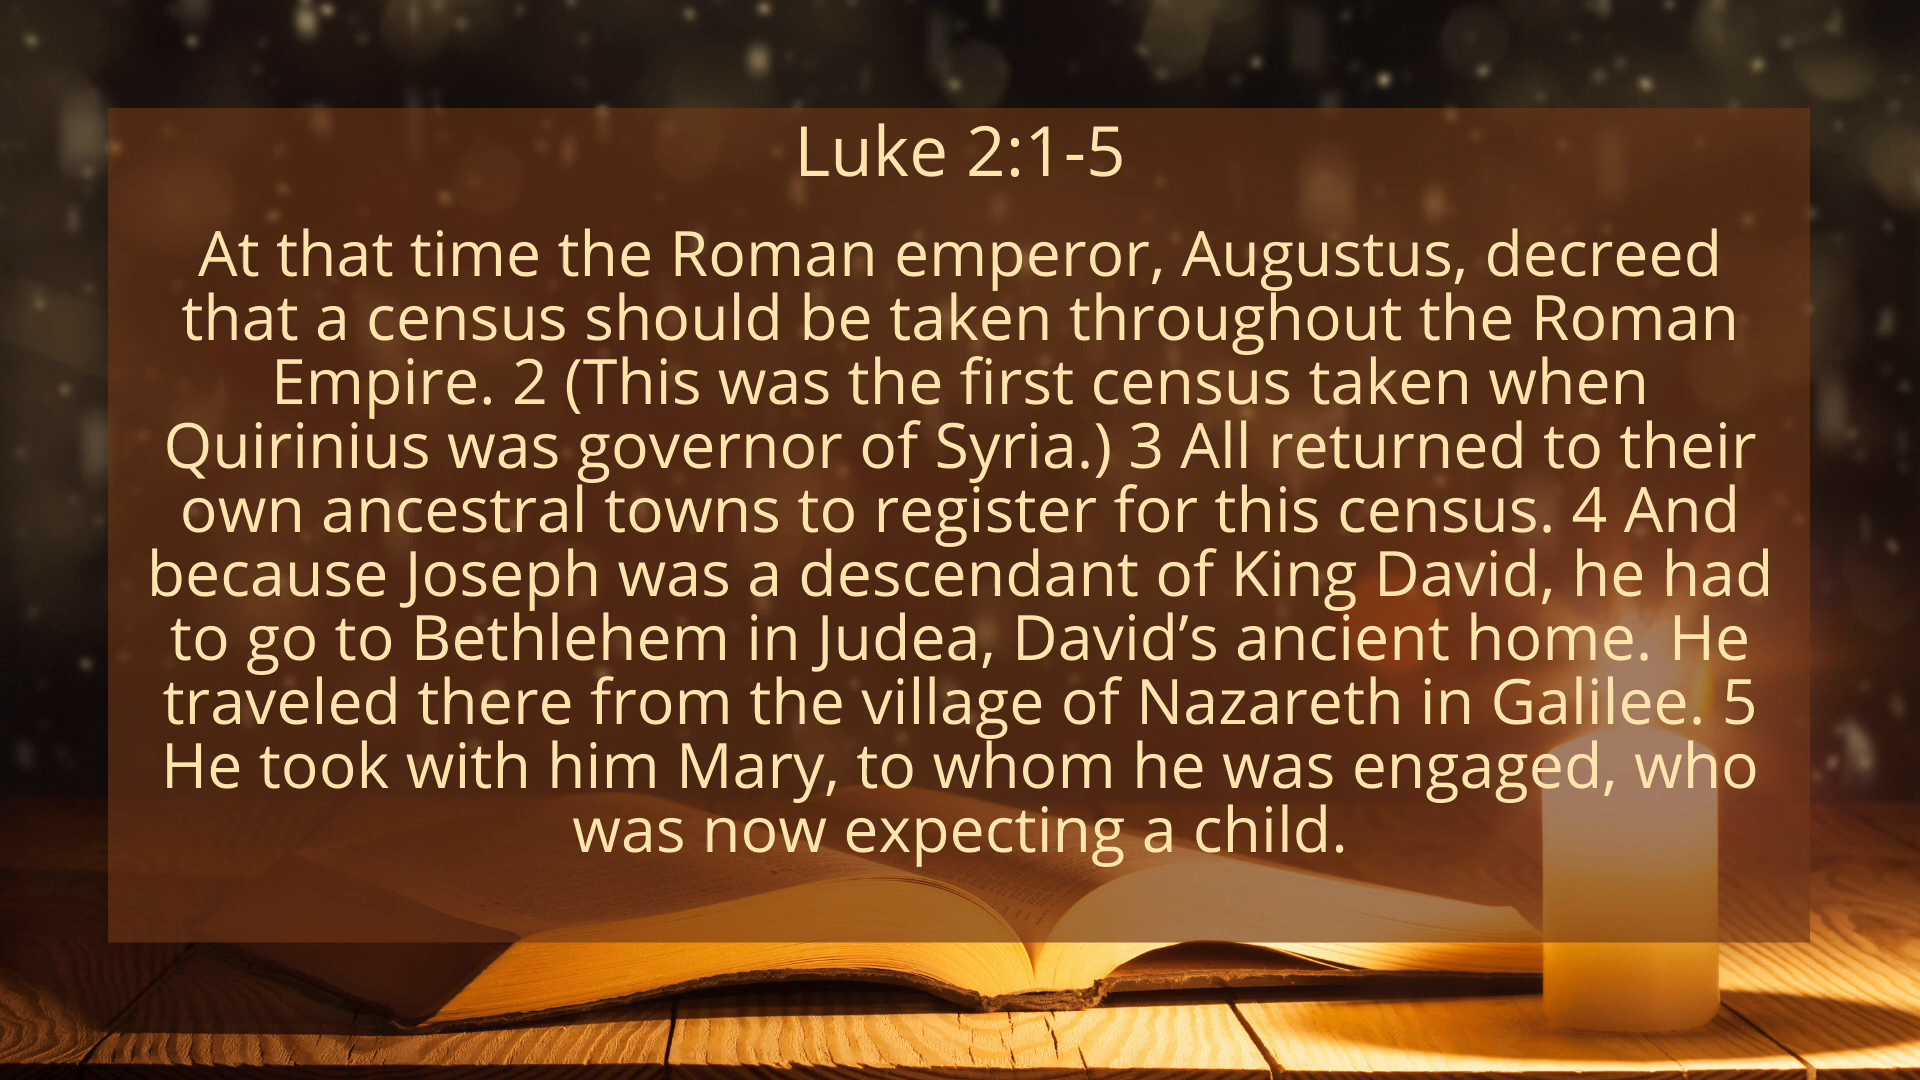 Luke 2:1-5
At that time the Roman emperor, Augustus, decreed
that a census should be taken throughout the Roman
Empire. 2 (This was the first census taken when
Quirinius was governor of Syria.) 3 All returned to their
own ancestral towns to register for this census. 4 And
because Joseph was a descendant of King David, he had
to go to Bethlehem in Judea, David’s ancient home. He
traveled there from the village of Nazareth in Galilee. 5
He took with him Mary, to whom he was engaged, who
was now expecting a child.